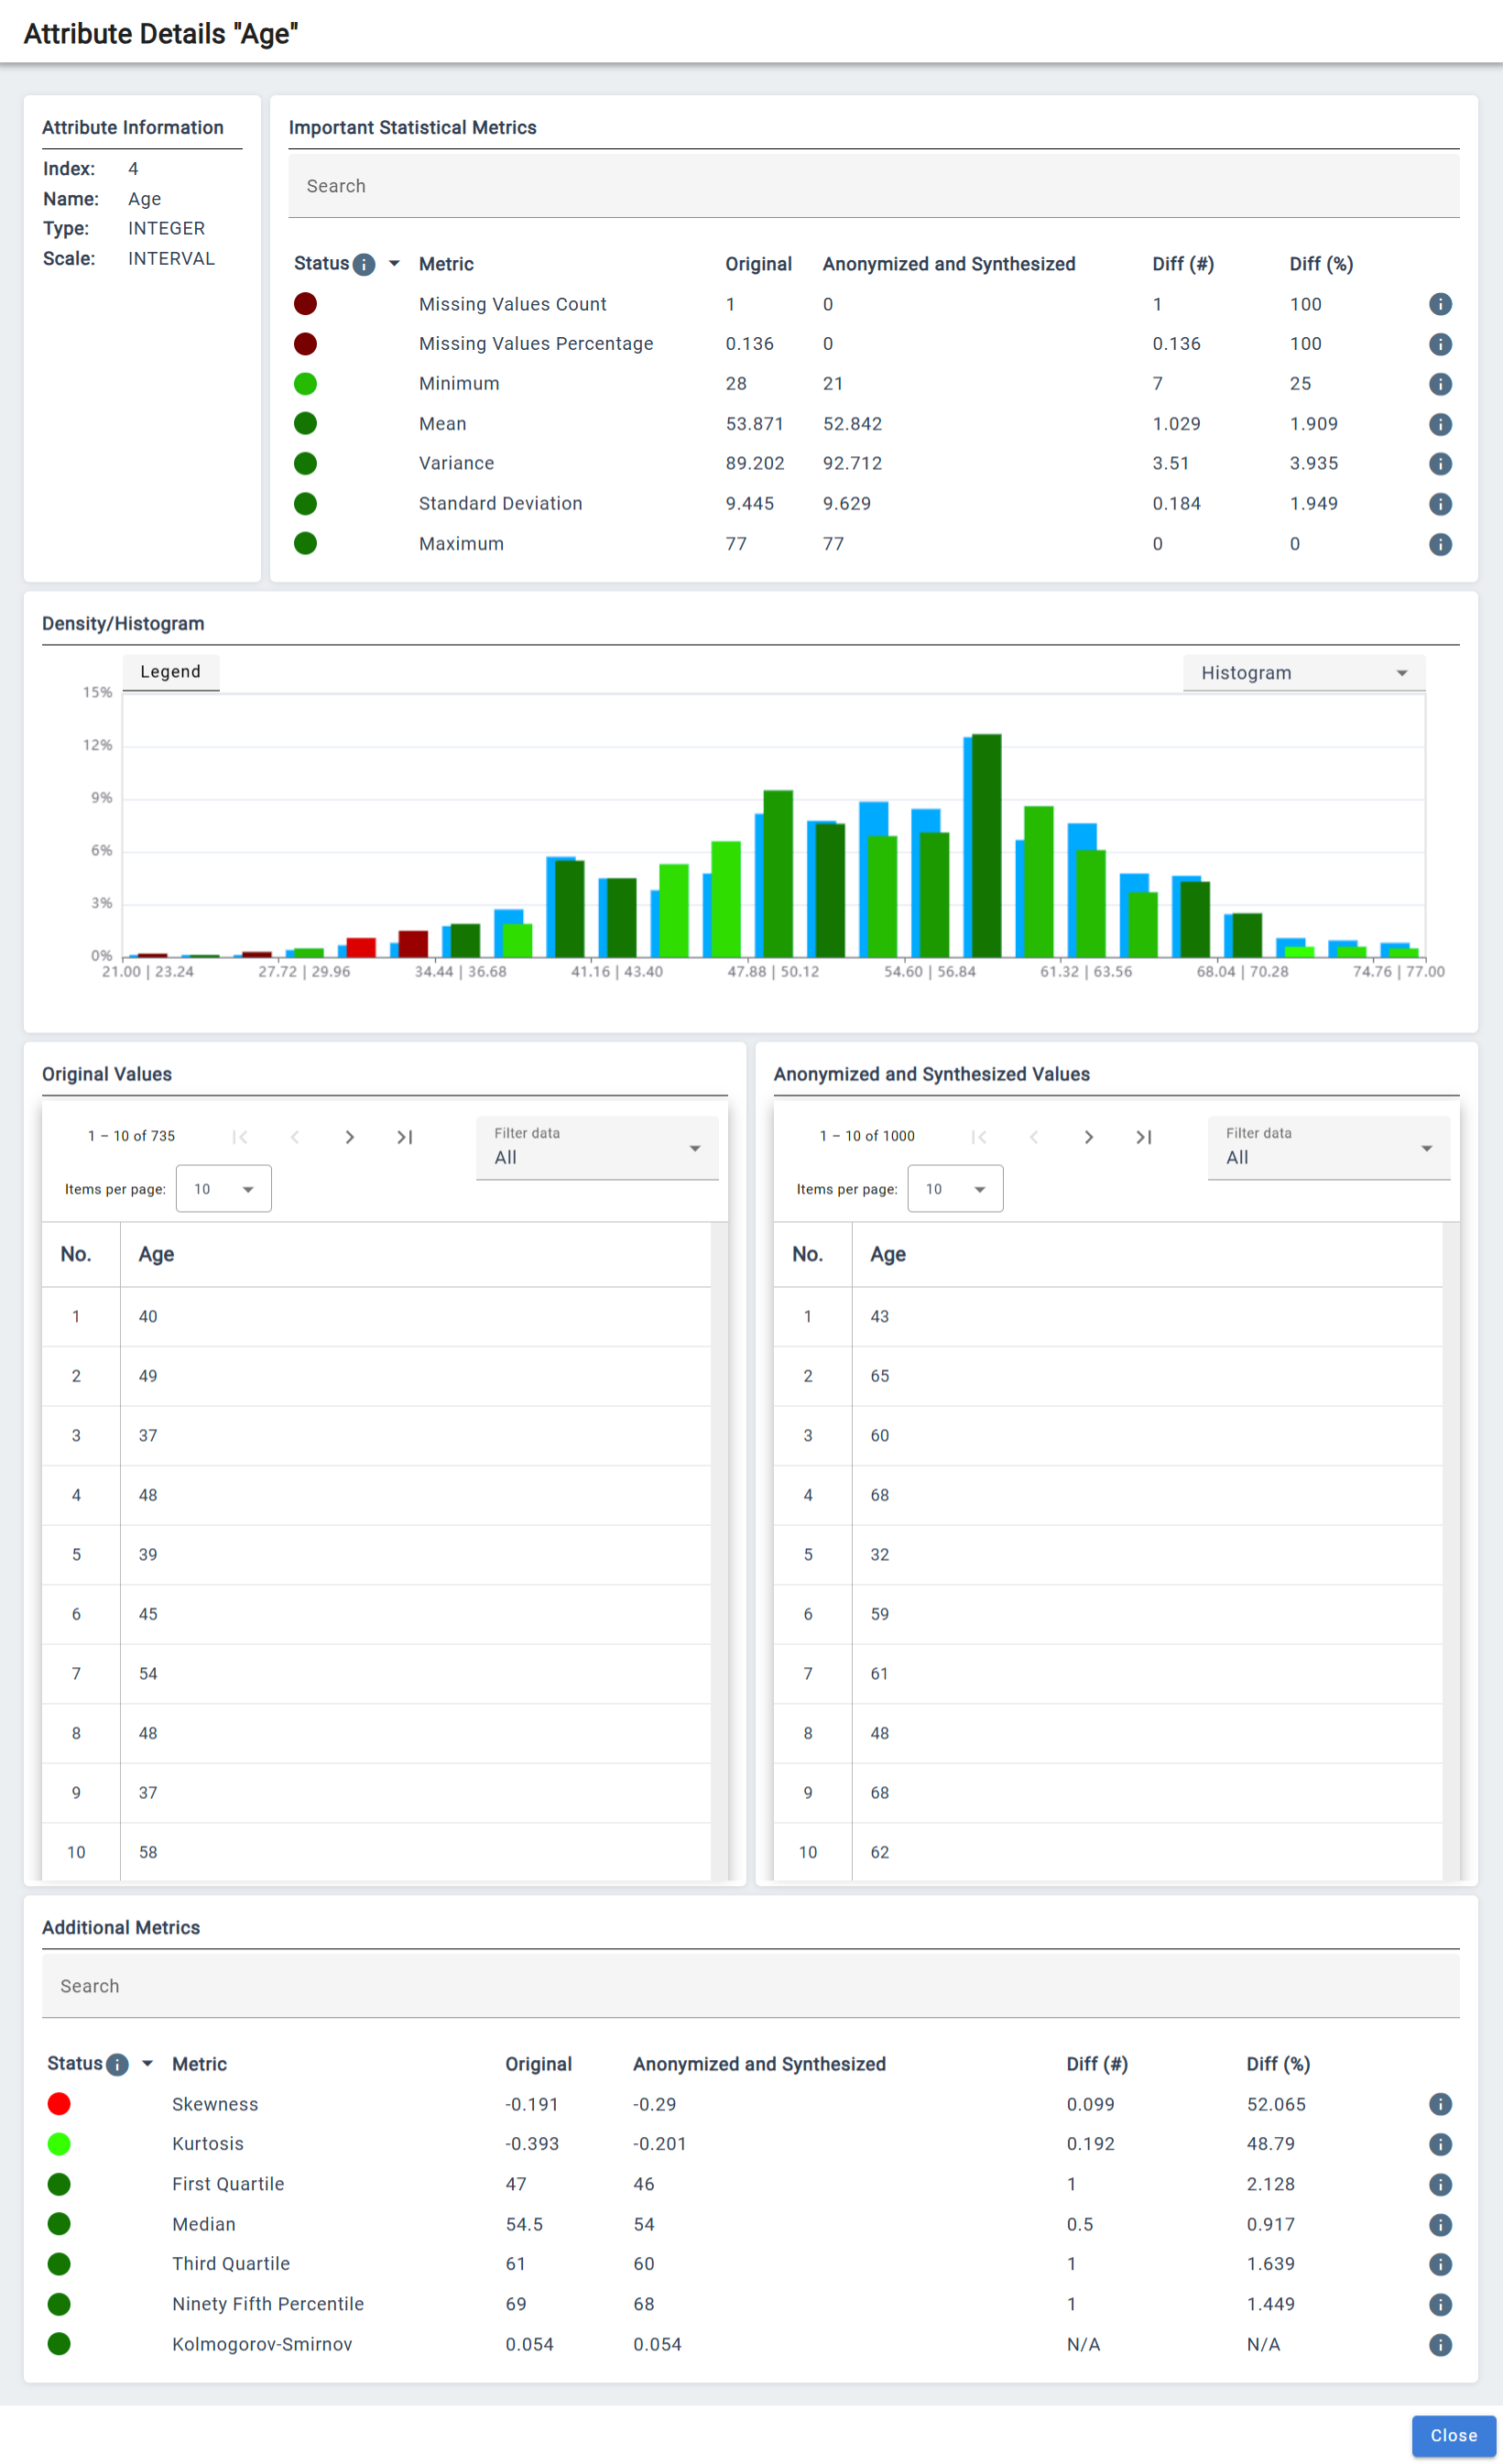 Attribute Details "Age"
Attribute Information
Index: 4
Name: Age
Type: INTEGER
Scale: INTERVAL
Important Statistical Metrics
Search
Status Metric Original Anonymized and Synthesized Diff (#) Diff (%)
Missing Values Count 1 0 1 100
Missing Values Percentage 0.136 0 0.136 100
Minimum 28 21 7 25
Mean 53.871 52.842 1.029 1.909
Variance 89.202 92.712 3.51 3.935
Standard Deviation 9.445 9.629 0.184 1.949
Maximum 77 77 0 0
Density/Histogram
Legend
Histogram
15%
12%
9%
6%
3%
0%
21.00 | 23.24 27.72 | 29.96 34.44 | 36.68 41.16 | 43.40 47.88 | 50.12 54.60 | 56.84 61.32 | 63.56 68.04 | 70.28 74.76 | 77.00
Original Values
1 – 10 of 735
Filter data
All
Items per page: 10
No. Age
1 40
2 49
3 37
4 48
5 39
6 45
7 54
8 48
9 37
10 58
Anonymized and Synthesized Values
1 – 10 of 1000
Filter data
All
Items per page: 10
No. Age
1 43
2 65
3 60
4 68
5 32
6 59
7 61
8 48
9 68
10 62
Additional Metrics
Search
Status Metric Original Anonymized and Synthesized Diff (#) Diff (%)
Skewness -0.191 -0.29 0.099 52.065
Kurtosis -0.393 -0.201 0.192 48.79
First Quartile 47 46 1 2.128
Median 54.5 54 0.5 0.917
Third Quartile 61 60 1 1.639
Ninety Fifth Percentile 69 68 1 1.449
Kolmogorov-Smirnov 0.054 0.054 N/A N/A
Close